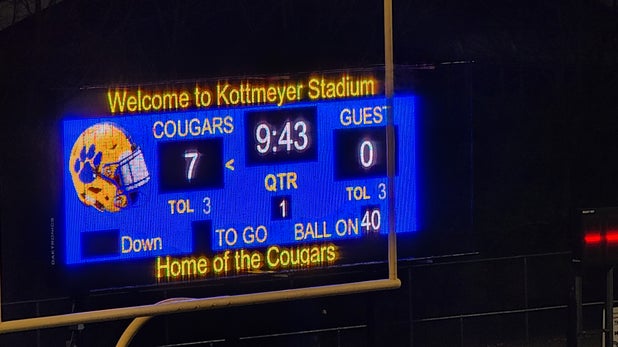 Welcome to Kottmeyer Stadium
COUGARS 9:43 GUEST
7 < 0
QTR
TOL 3 1 TOL 3
Down TO GO BALL ON 40
Home of the Cougars
DAKTRONICS